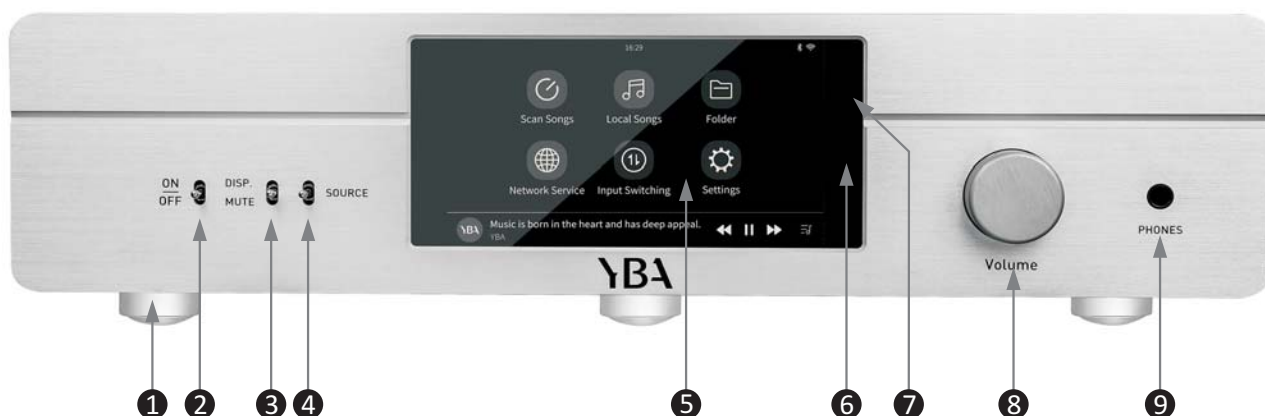 16:29
Scan Songs
Local Songs
Folder
ON
OFF
DISP.
MUTE
SOURCE
Network Service
Input Switching
Settings
YBA
Music is born in the heart and has deep appeal.
YBA
YBA
Volume
PHONES
1
2
3
4
5
6
7
8
9